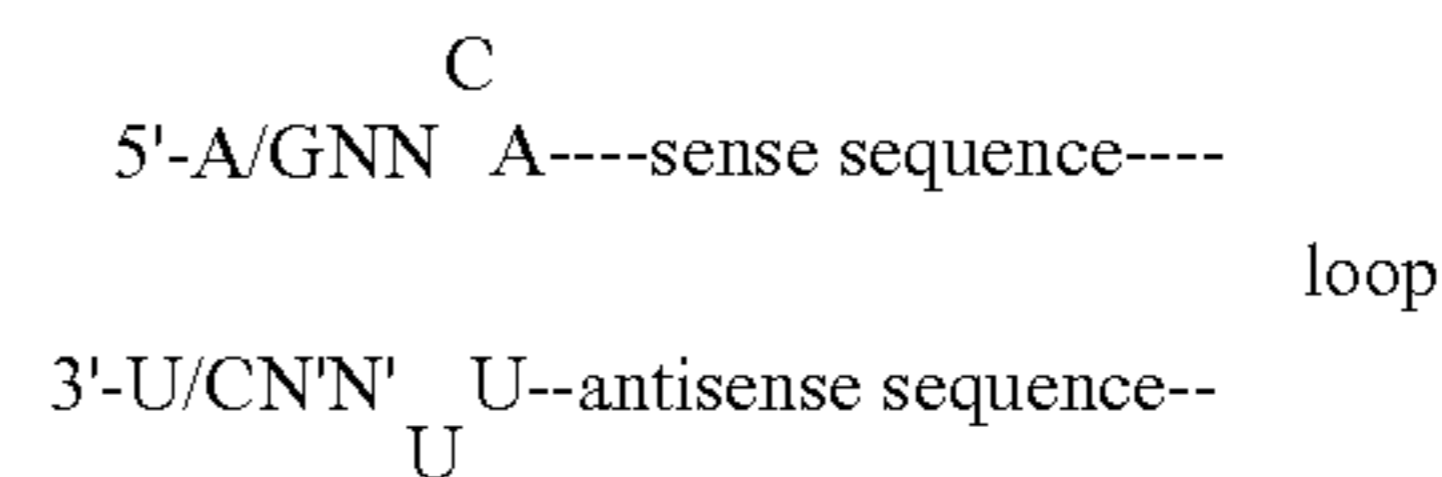 C
5'-A/GNN A----sense sequence----
loop
3'-U/CN'N' U--antisense sequence--
U